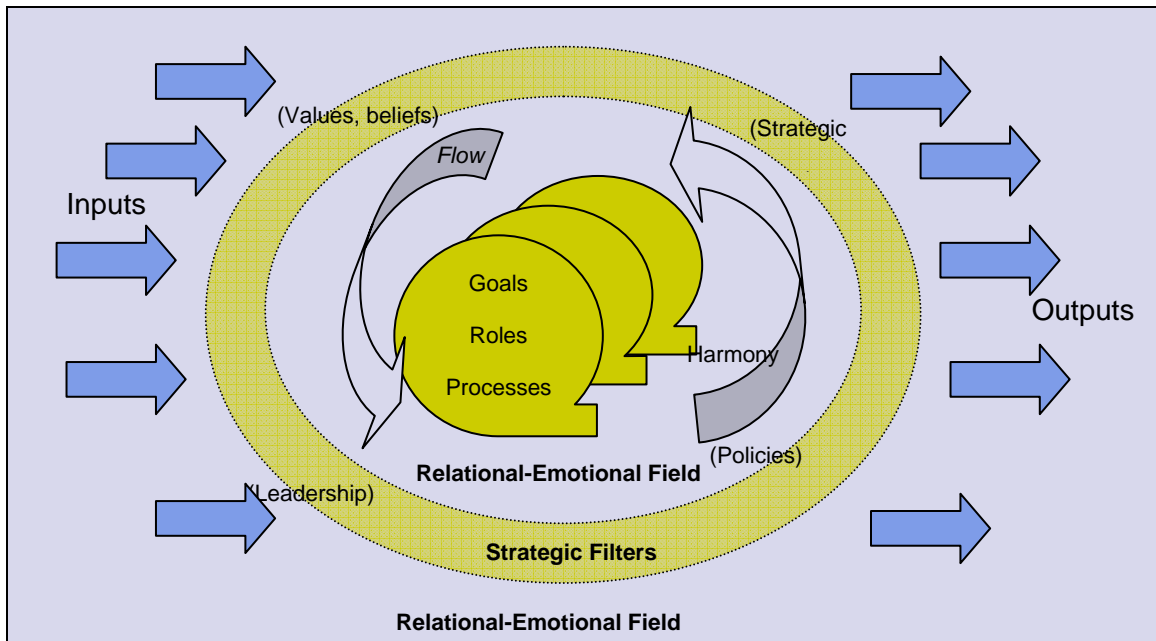 (Values, beliefs)
(Strategic
Flow
Inputs
Goals
Roles
Processes
Outputs
Harmony
(Policies)
Relational-Emotional Field
(Leadership)
Strategic Filters
Relational-Emotional Field